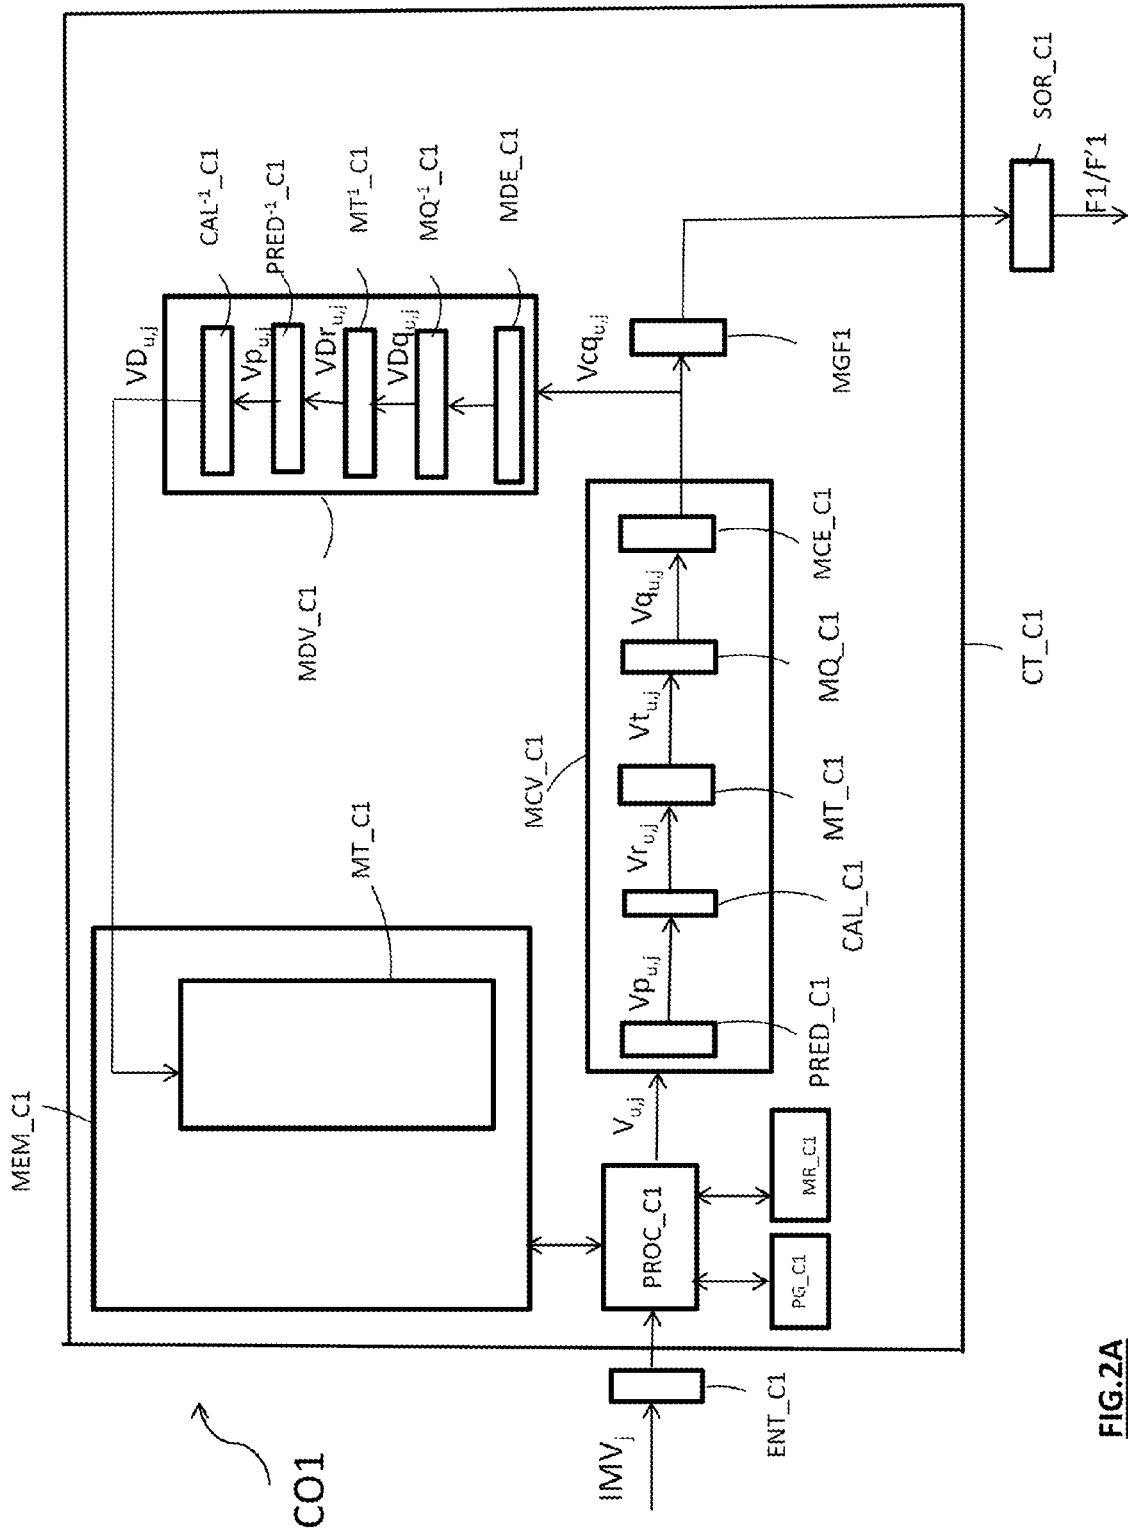 SOR_C1
F1/F'1
CAL⁻¹_C1
PRED⁻¹_C1
MT⁻¹_C1
MQ⁻¹_C1
MDE_C1
VD_u,j
Vp_u,j
VDr_u,j
VDq_u,j
Vcq_u,j
MGF1
MDV_C1
MCE_C1
Vq_u,j
MQ_C1
CT_C1
MCV_C1
Vt_u,j
MT_C1
Vr_u,j
CAL_C1
Vp_u,j
PRED_C1
MT_C1
MEM_C1
V_u,j
PROC_C1
MR_C1
PG_C1
ENT_C1
IMV_j
CO1
FIG.2A